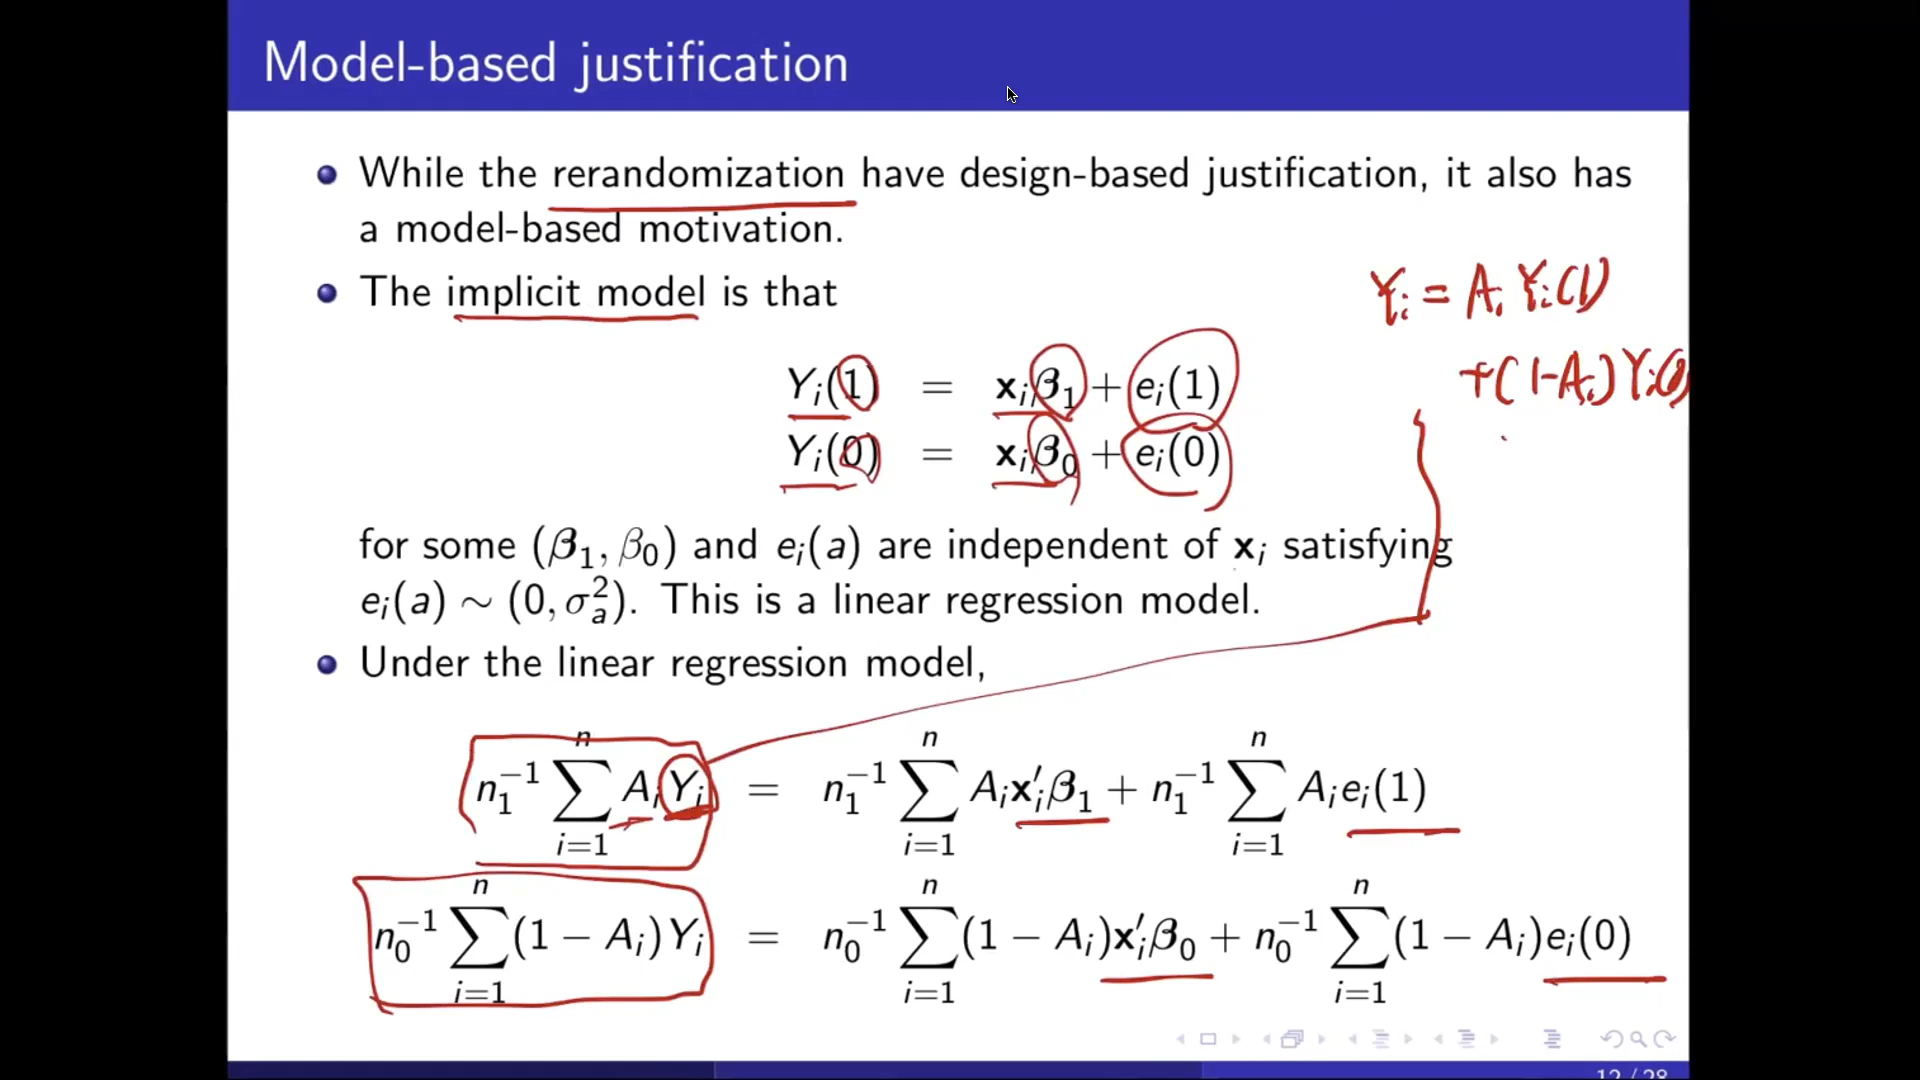 Model-based justification
While the rerandomization have design-based justification, it also has
a model-based motivation.
The implicit model is that
Y_i = A_i Y_i(1)
+ (1-A_i) Y_i(0)
Y_i(1) = x_i β_1 + e_i(1)
Y_i(0) = x_i β_0 + e_i(0)
for some (β_1, β_0) and e_i(a) are independent of x_i satisfying
e_i(a) ∼ (0, σ_a^2). This is a linear regression model.
Under the linear regression model,
n_1^{-1} ∑_{i=1}^n A_i Y_i = n_1^{-1} ∑_{i=1}^n A_i x_i′ β_1 + n_1^{-1} ∑_{i=1}^n A_i e_i(1)
n_0^{-1} ∑_{i=1}^n (1 − A_i) Y_i = n_0^{-1} ∑_{i=1}^n (1 − A_i) x_i′ β_0 + n_0^{-1} ∑_{i=1}^n (1 − A_i) e_i(0)
12 / 28